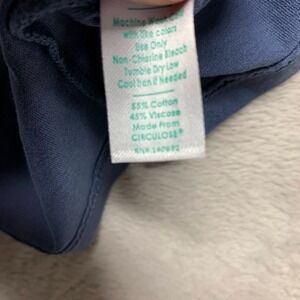 Machine Wash Cold
with like colors
Use Only
Non-Chlorine Bleach
Tumble Dry Low
Cool Iron if Needed
55% Cotton
45% Viscose
Made From
CIRCULOSE®